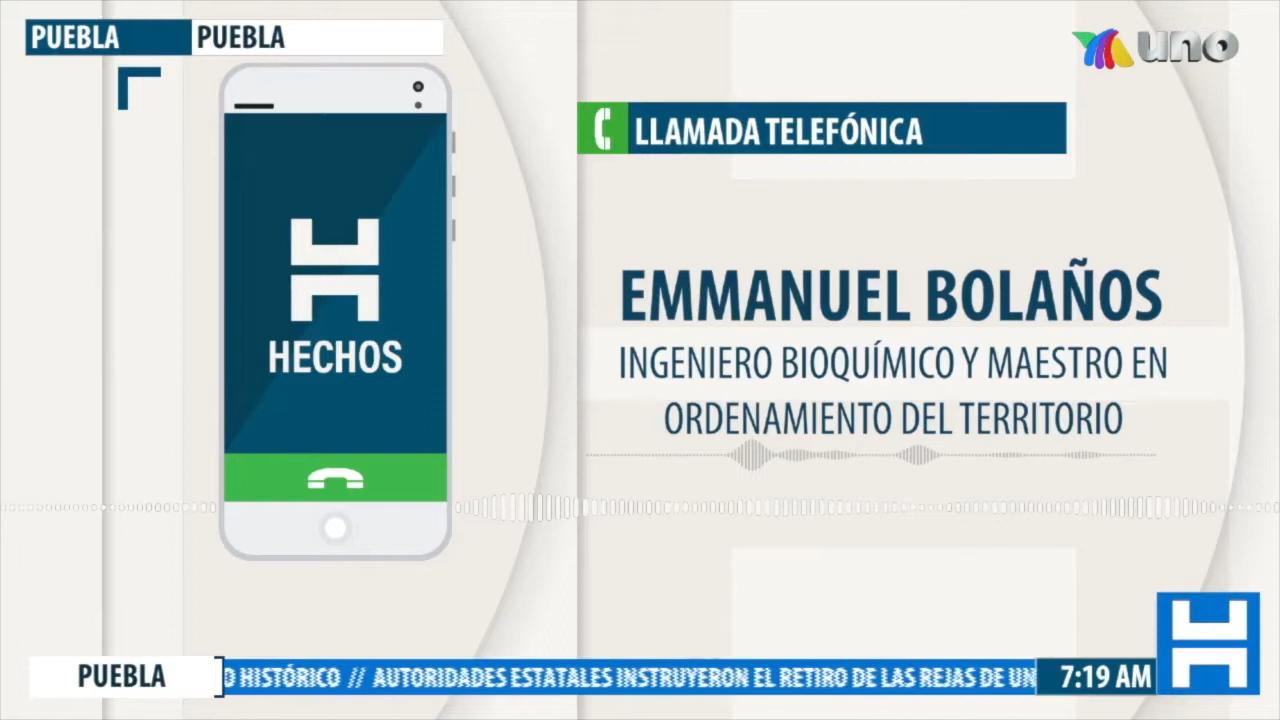 PUEBLA PUEBLA
uno
LLAMADA TELEFÓNICA
HECHOS
EMMANUEL BOLAÑOS
INGENIERO BIOQUÍMICO Y MAESTRO EN
ORDENAMIENTO DEL TERRITORIO
PUEBLA
O HISTÓRICO // AUTORIDADES ESTATALES INSTRUYERON EL RETIRO DE LAS REJAS DE UN
7:19 AM